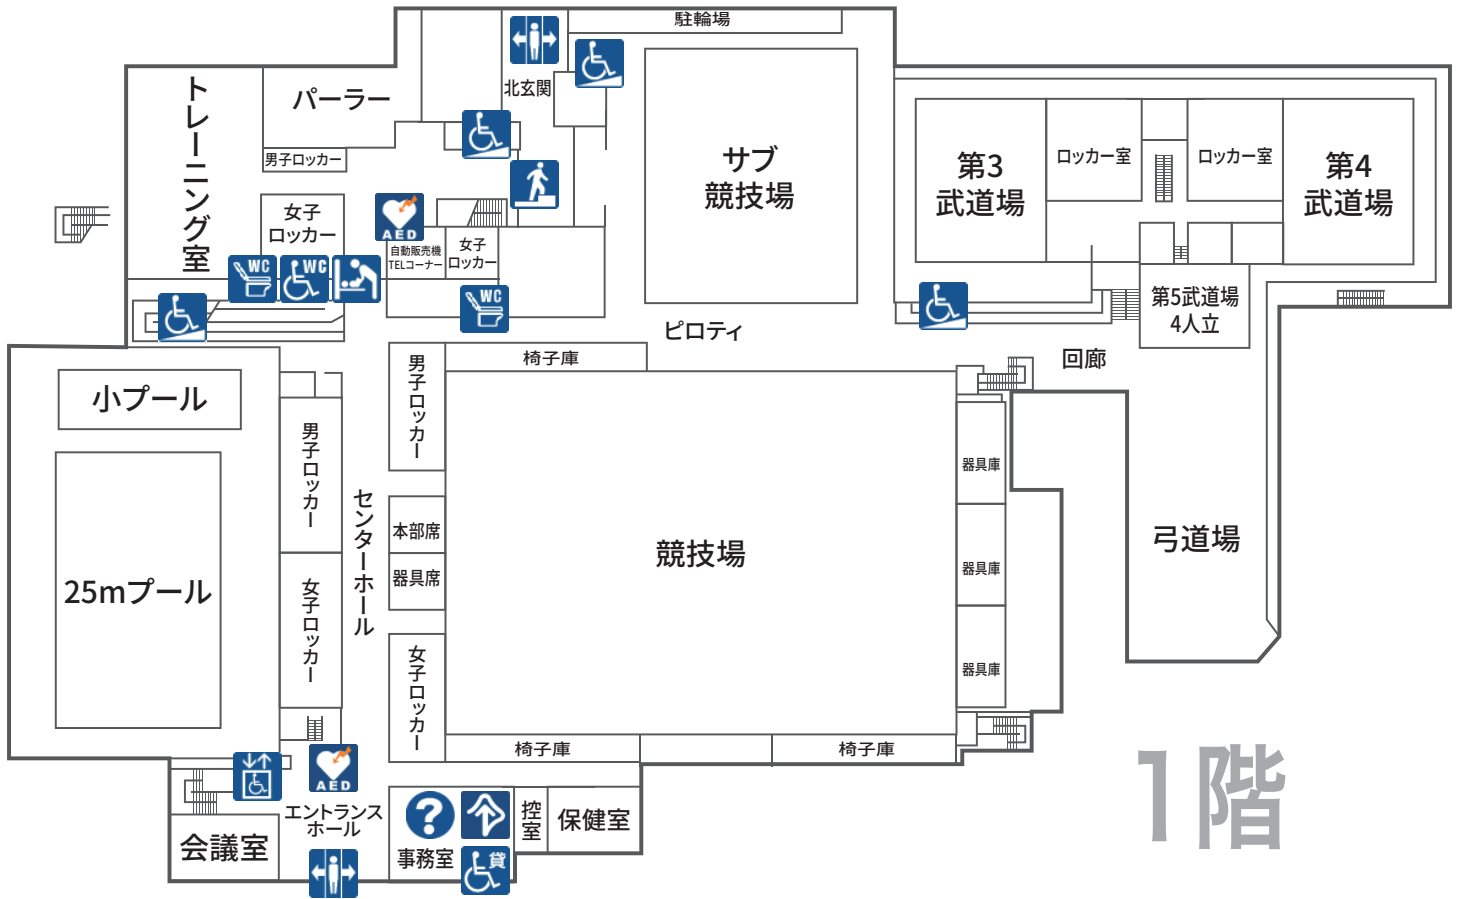 駐輪場
北玄関
パーラー
トレーニング室
男子ロッカー
サブ
競技場
第3
武道場
ロッカー室
ロッカー室
第4
武道場
女子
ロッカー
AED
自動販売機
TELコーナー
女子
ロッカー
WC
WC
WC
第5武道場
4人立
ピロティ
回廊
椅子庫
男子ロッカー
小プール
男子ロッカー
器具庫
センターホール
本部席
競技場
弓道場
器具席
器具庫
25mプール
女子ロッカー
女子ロッカー
器具庫
椅子庫
椅子庫
AED
エントランス
ホール
?
控室
保健室
会議室
事務室
貸
1階